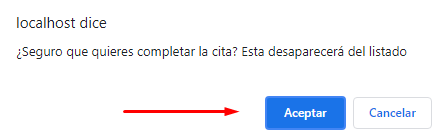 localhost dice
¿Seguro que quieres completar la cita? Esta desaparecerá del listado
Aceptar
Cancelar